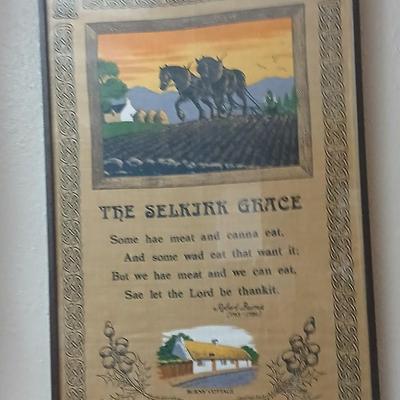 THE SELKIRK GRACE
Some hae meat and canna eat,
And some wad eat that want it;
But we hae meat and we can eat,
Sae let the Lord be thankit.
Robert Burns
BURNS' COTTAGE